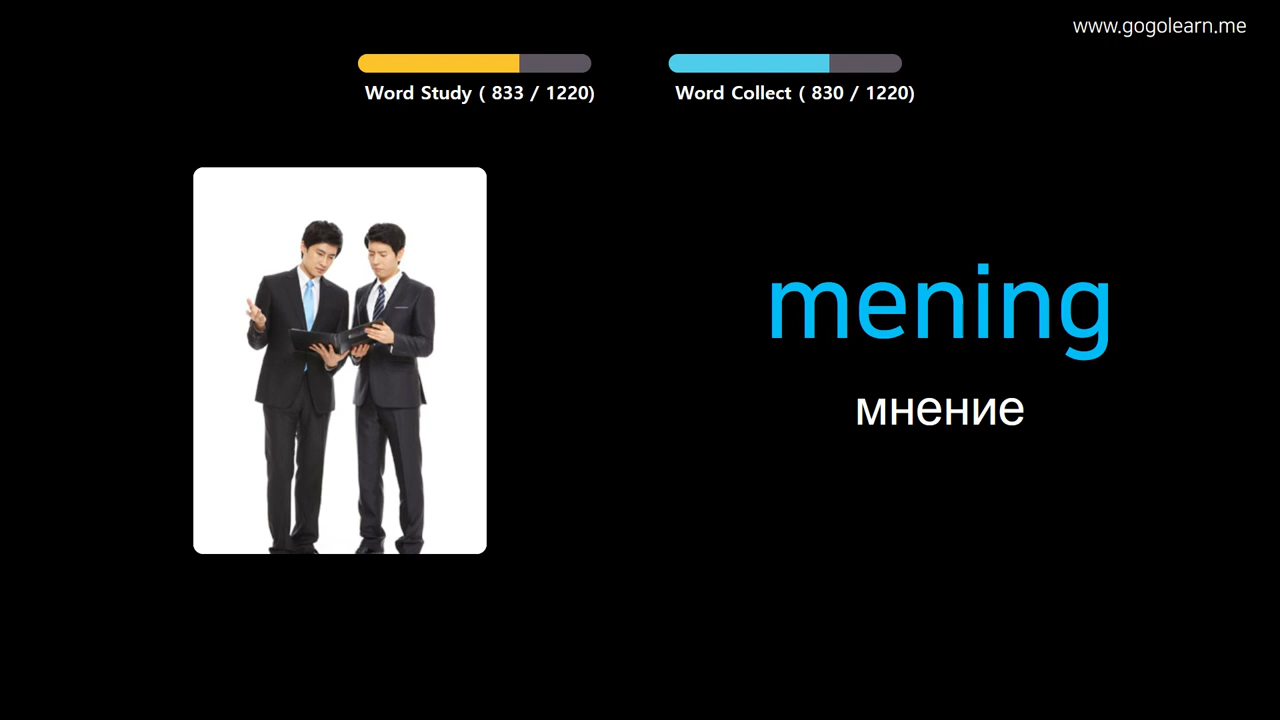 www.gogolearn.me
Word Study ( 833 / 1220)
Word Collect ( 830 / 1220)
mening
мнение